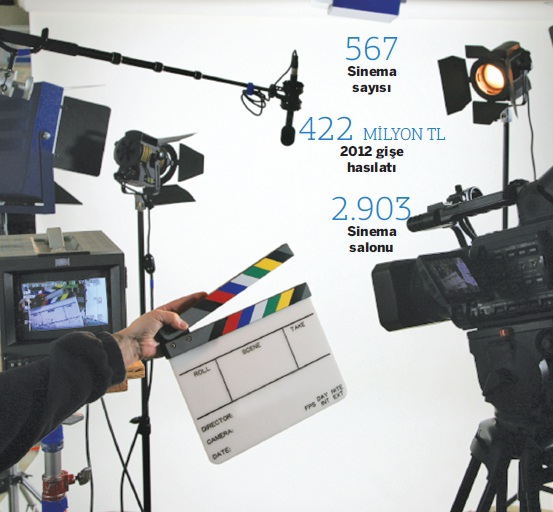 567
Sinema
sayısı
422 MİLYON TL
2012 gişe
hasılatı
2.903
Sinema
salonu
ROLL
SCENE
TAKE
DIRECTOR:
CAMERA:
DATE:
DAY NITE
FPS INT EXT